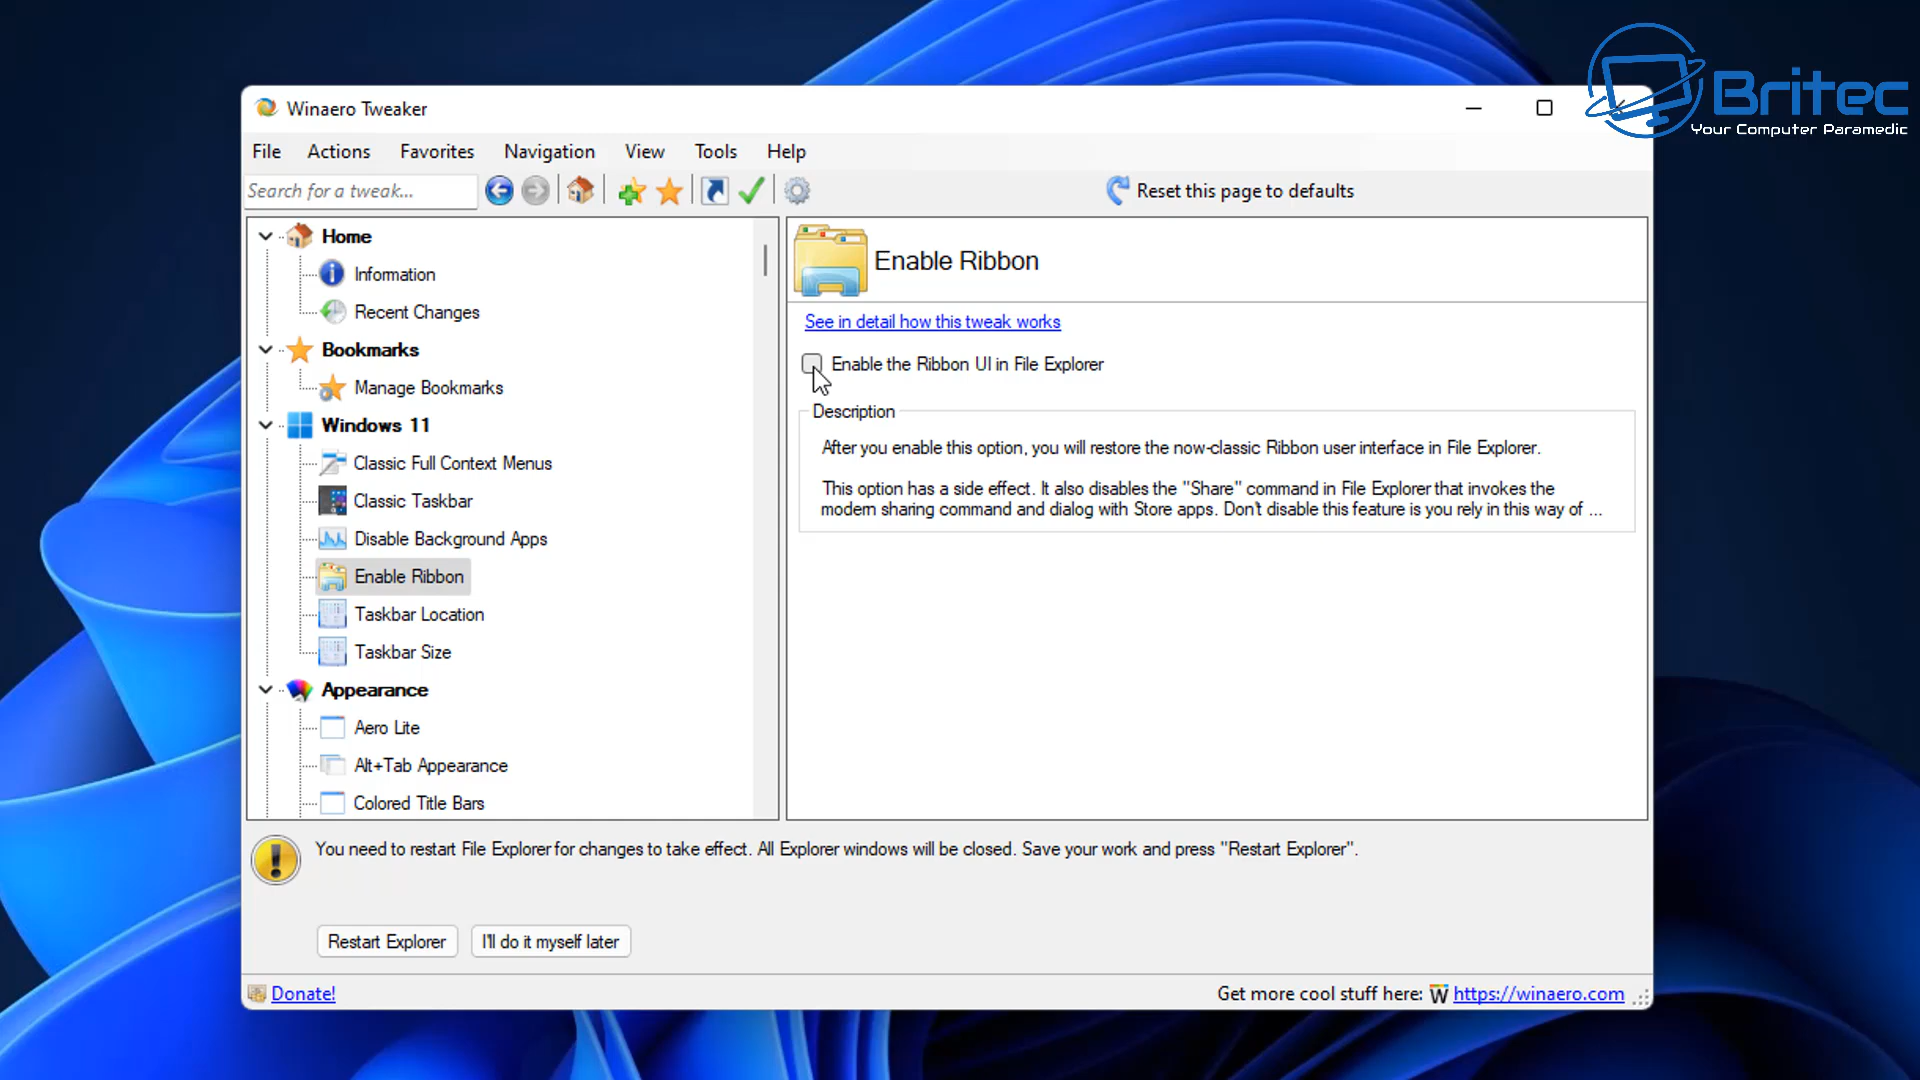 Britec
Your Computer Paramedic
Winaero Tweaker
File Actions Favorites Navigation View Tools Help
Search for a tweak...
Reset this page to defaults
Home
Information
Recent Changes
Bookmarks
Manage Bookmarks
Windows 11
Classic Full Context Menus
Classic Taskbar
Disable Background Apps
Enable Ribbon
Taskbar Location
Taskbar Size
Appearance
Aero Lite
Alt+Tab Appearance
Colored Title Bars
Enable Ribbon
See in detail how this tweak works
Enable the Ribbon UI in File Explorer
Description
After you enable this option, you will restore the now-classic Ribbon user interface in File Explorer.
This option has a side effect. It also disables the "Share" command in File Explorer that invokes the
modern sharing command and dialog with Store apps. Don't disable this feature is you rely in this way of ...
You need to restart File Explorer for changes to take effect. All Explorer windows will be closed. Save your work and press "Restart Explorer".
Restart Explorer I'll do it myself later
Donate! Get more cool stuff here: W https://winaero.com